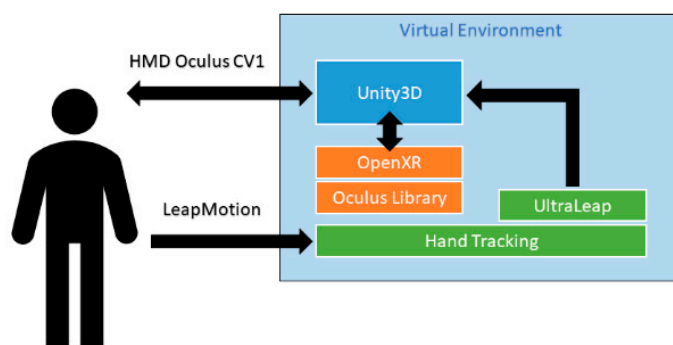 Virtual Environment
HMD Oculus CV1
Unity3D
OpenXR
Oculus Library
LeapMotion
UltraLeap
Hand Tracking